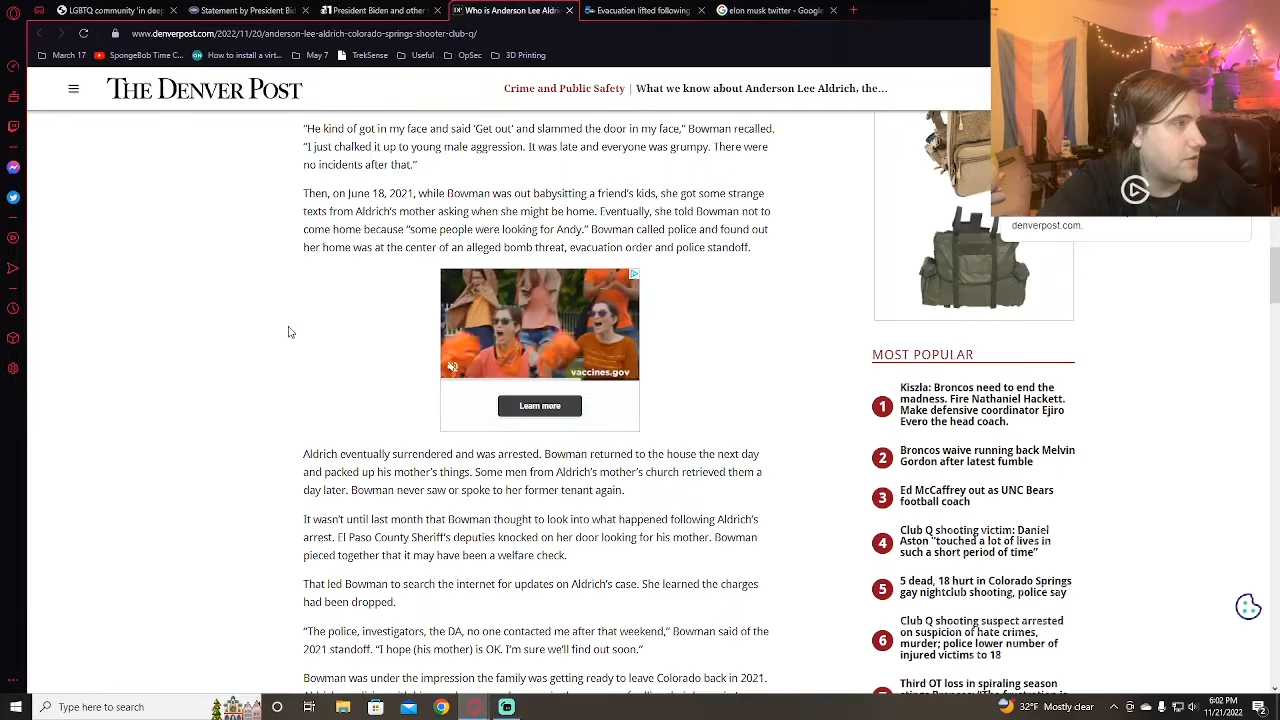 LGBTQ community 'in deep
Statement by President Bi
President Biden and other
Who is Anderson Lee Aldri
Evacuation lifted following
elon musk twitter - Google
www.denverpost.com/2022/11/20/anderson-lee-aldrich-colorado-springs-shooter-club-q/
March 17
SpongeBob Time C...
How to install a virt...
May 7
TrekSense
Useful
OpSec
3D Printing
THE DENVER POST
Crime and Public Safety | What we know about Anderson Lee Aldrich, the...
"He kind of got in my face and said 'Get out' and slammed the door in my face," Bowman recalled.
"I just chalked it up to young male aggression. It was late and everyone was grumpy. There were
no incidents after that."
Then, on June 18, 2021, while Bowman was out babysitting a friend's kids, she got some strange
texts from Aldrich's mother asking when she might be home. Eventually, she told Bowman not to
come home because "some people were looking for Andy." Bowman called police and found out
her home was at the center of an alleged bomb threat, evacuation order and police standoff.
vaccines.gov
Learn more
Aldrich eventually surrendered and was arrested. Bowman returned to the house the next day
and packed up his mother's things. Some men from Aldrich's mother's church retrieved them a
day later. Bowman never saw or spoke to her former tenant again.
It wasn't until last month that Bowman thought to look into what happened following Aldrich's
arrest. El Paso County Sheriff's deputies knocked on her door looking for his mother. Bowman
pieced together that it may have been a welfare check.
That led Bowman to search the internet for updates on Aldrich's case. She learned the charges
had been dropped.
"The police, investigators, the DA, no one contacted me after that weekend," Bowman said of the
2021 standoff. "I hope (his mother) is OK. I'm sure we'll find out soon."
Bowman was under the impression the family was getting ready to leave Colorado back in 2021.
denverpost.com.
MOST POPULAR
1 Kiszla: Broncos need to end the
madness. Fire Nathaniel Hackett.
Make defensive coordinator Ejiro
Evero the head coach.
2 Broncos waive running back Melvin
Gordon after latest fumble
3 Ed McCaffrey out as UNC Bears
football coach
4 Club Q shooting victim: Daniel
Aston "touched a lot of lives in
such a short period of time"
5 5 dead, 18 hurt in Colorado Springs
gay nightclub shooting, police say
6 Club Q shooting suspect arrested
on suspicion of hate crimes,
murder; police lower number of
injured victims to 18
Third OT loss in spiraling season
Type here to search
32°F Mostly clear
6:02 PM
11/21/2022